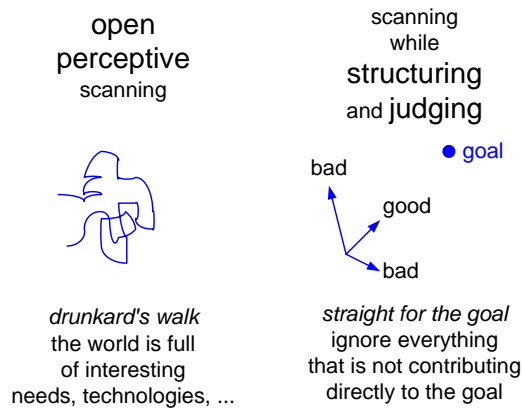 open
perceptive
scanning
drunkard's walk
the world is full
of interesting
needs, technologies, ...
scanning
while
structuring
and judging
goal
bad
good
bad
straight for the goal
ignore everything
that is not contributing
directly to the goal